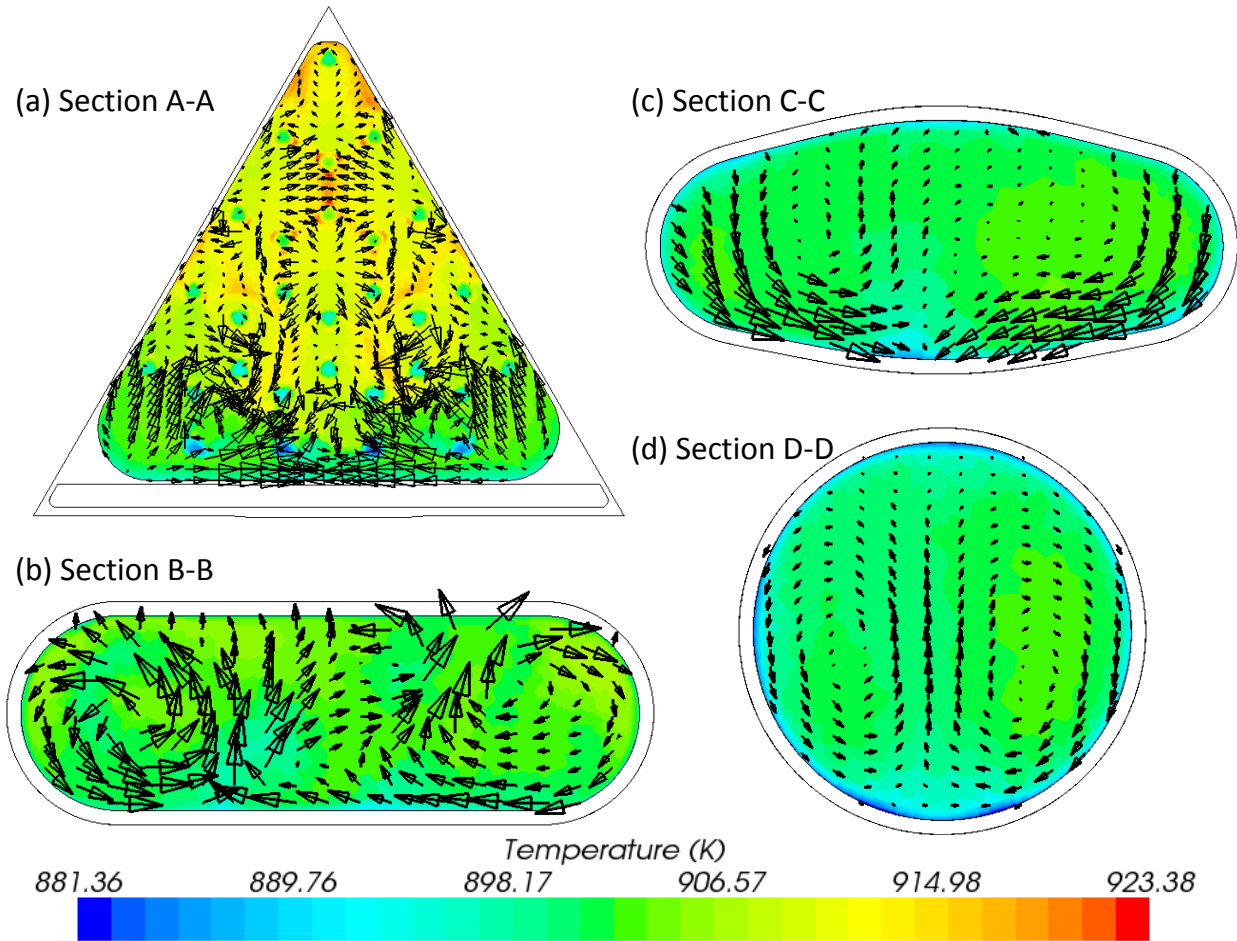 (a) Section A-A
(c) Section C-C
(b) Section B-B
(d) Section D-D
Temperature (K)
881.36 889.76 898.17 906.57 914.98 923.38